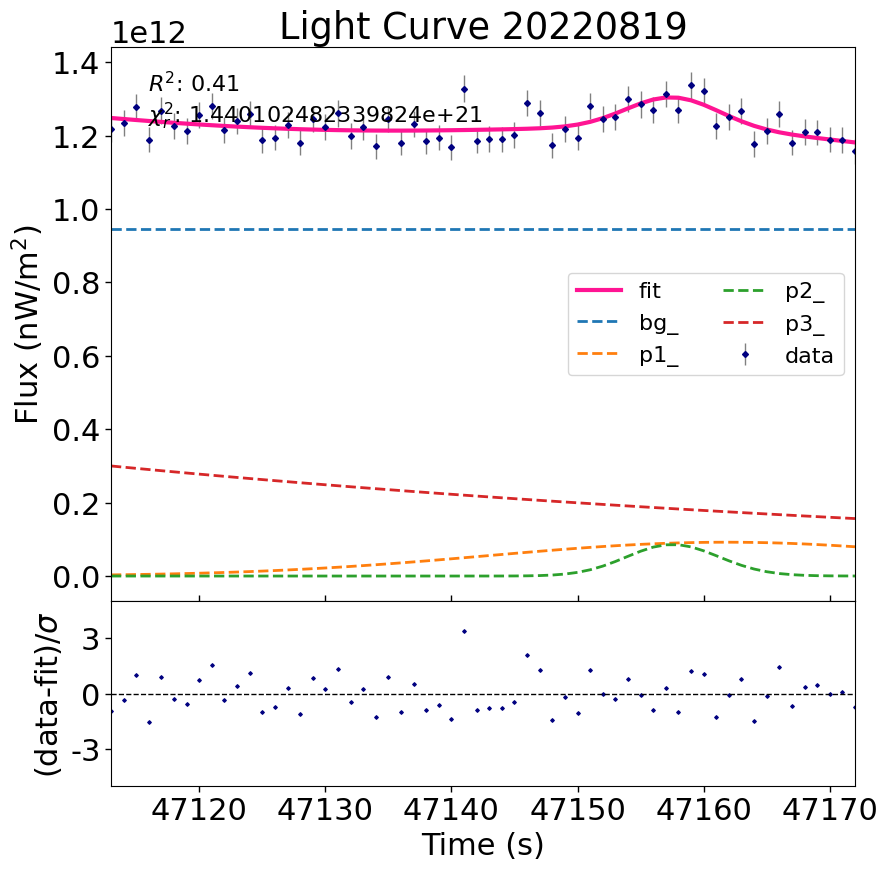 Light Curve 20220819
1e12
R²: 0.41
χ²ᵣ: 1.440102482339824e+21
1.4
1.2
1.0
0.8
0.6
0.4
0.2
0.0
Flux (nW/m²)
fit
bg_
p1_
p2_
p3_
data
3
0
-3
(data-fit)/σ
47120 47130 47140 47150 47160 47170
Time (s)